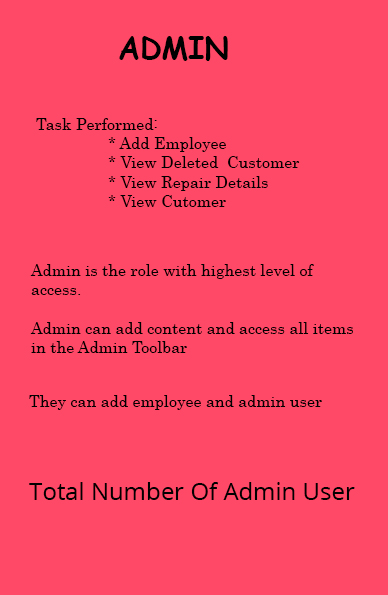 ADMIN
Task Performed:
* Add Employee
* View Deleted  Customer
* View Repair Details
* View Cutomer
Admin is the role with highest level of
access.
Admin can add content and access all items
in the Admin Toolbar
They can add employee and admin user
Total Number Of Admin User